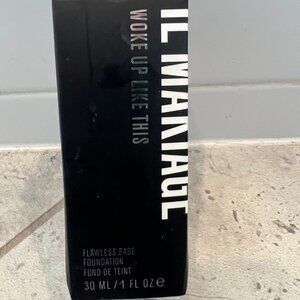 IL MAKIAGE
WOKE UP LIKE THIS
FLAWLESS BASE
FOUNDATION
FOND DE TEINT
30 ML / 1 FL OZ ℮